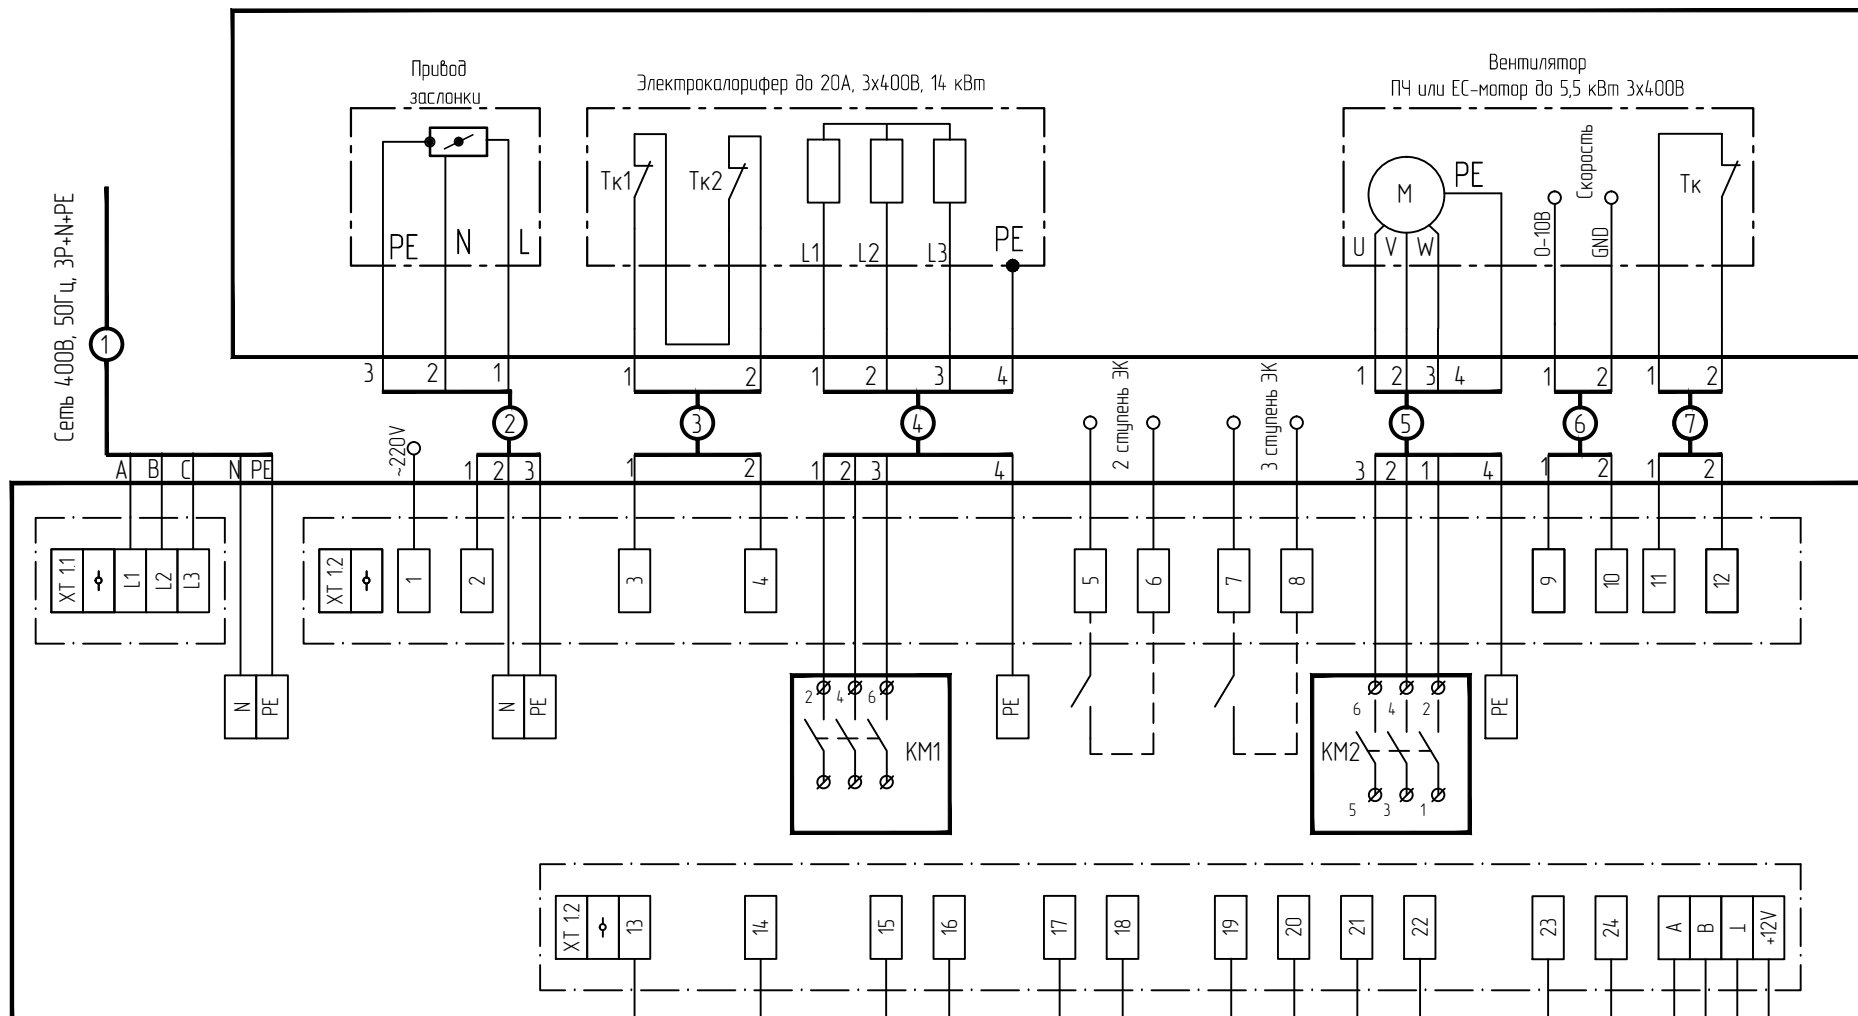 Привод
заслонки
Электрокалорифер до 20А, 3х400В, 14 кВт
Вентилятор
ПЧ или ЕС-мотор до 5,5 кВт 3х400В
Сеть 400В, 50Гц, 3Р+N+PE
1
PE N L
Тк1 Тк2
L1 L2 L3 PE
M
PE
U V W
0-10В
Скорость
GND
Тк
3 2 1
1 2
1 2 3 4
1 2 3 4
1 2
1 2
2 3 4 5 6 7
~220V
2 ступень ЭК
3 ступень ЭК
A B C N PE
1 2 3
1 2
1 2 3 4
3 2 1 4
1 2
1 2
XT 1.1 L1 L2 L3
XT 1.2 1 2 3 4 5 6 7 8 9 10 11 12
N PE
N PE
2 4 6
КМ1
PE
6 4 2
КМ2
5 3 1
PE
XT 1.2 13 14 15 16 17 18 19 20 21 22 23 24 A B ⊥ +12V